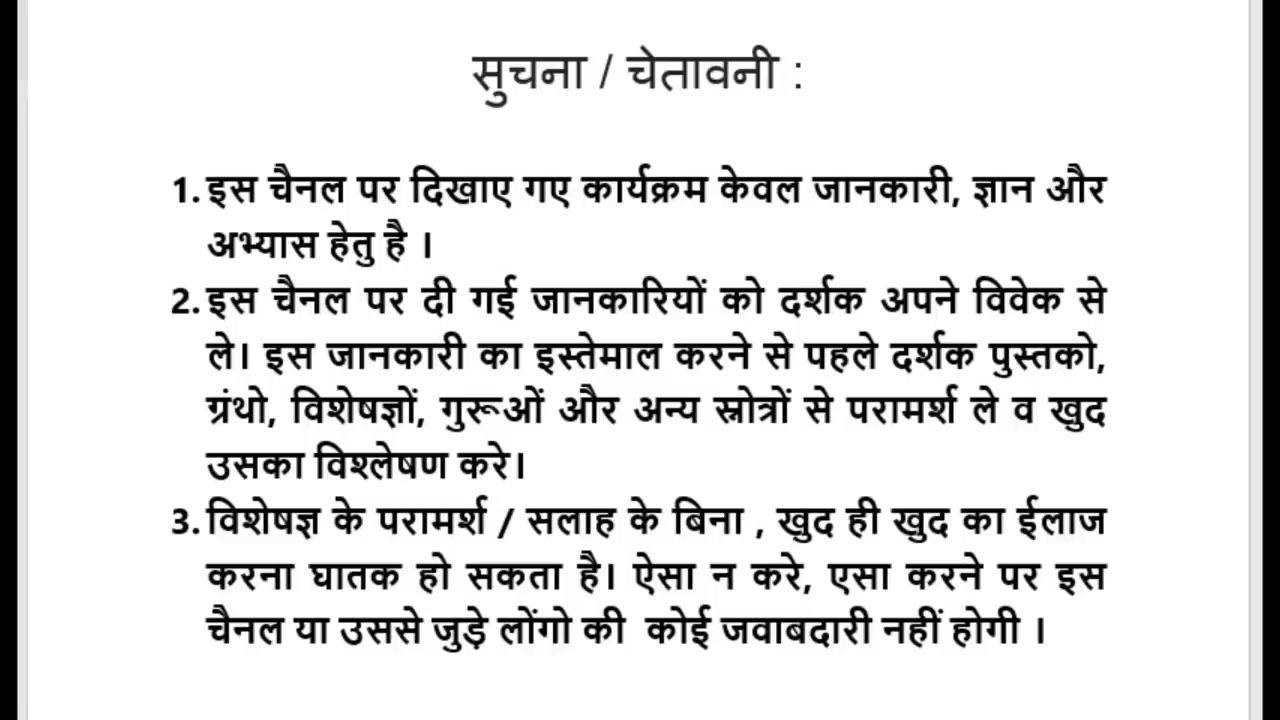 सुचना / चेतावनी :
1. इस चैनल पर दिखाए गए कार्यक्रम केवल जानकारी, ज्ञान और
अभ्यास हेतु है ।
2. इस चैनल पर दी गई जानकारियों को दर्शक अपने विवेक से
ले। इस जानकारी का इस्तेमाल करने से पहले दर्शक पुस्तको,
ग्रंथो, विशेषज्ञों, गुरूओं और अन्य स्रोत्रों से परामर्श ले व खुद
उसका विश्लेषण करे।
3. विशेषज्ञ के परामर्श / सलाह के बिना , खुद ही खुद का ईलाज
करना घातक हो सकता है। ऐसा न करे, एसा करने पर इस
चैनल या उससे जुड़े लोंगो की कोई जवाबदारी नहीं होगी ।